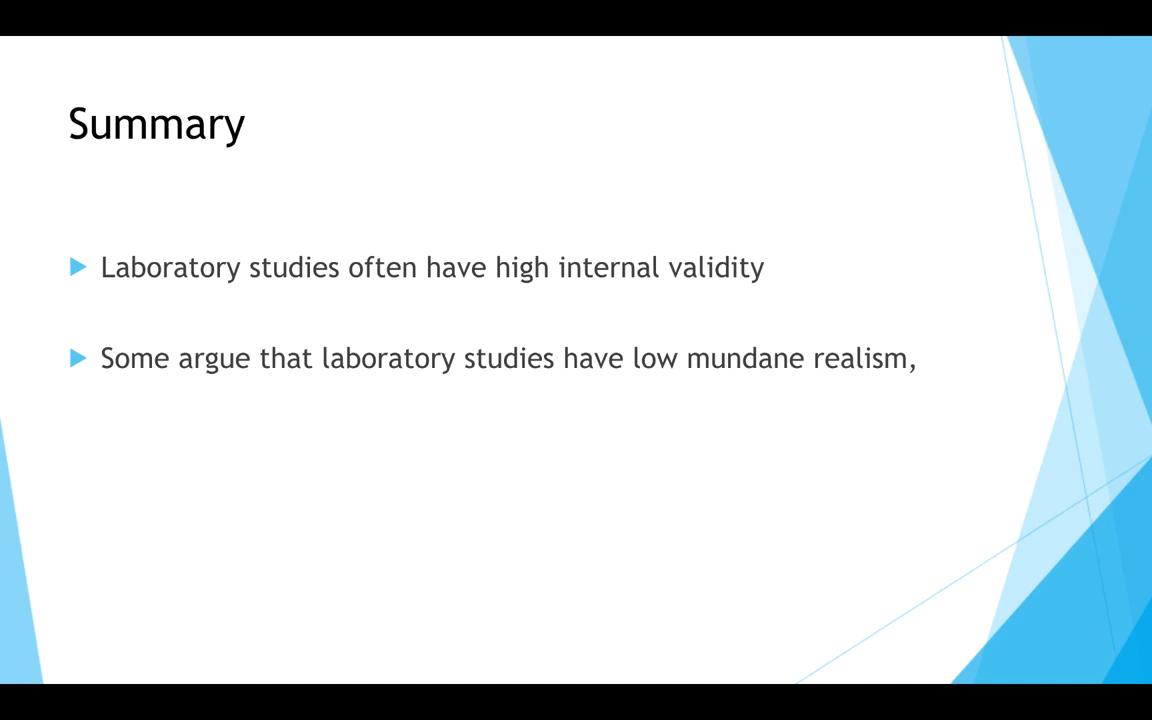 Summary
Laboratory studies often have high internal validity
Some argue that laboratory studies have low mundane realism,